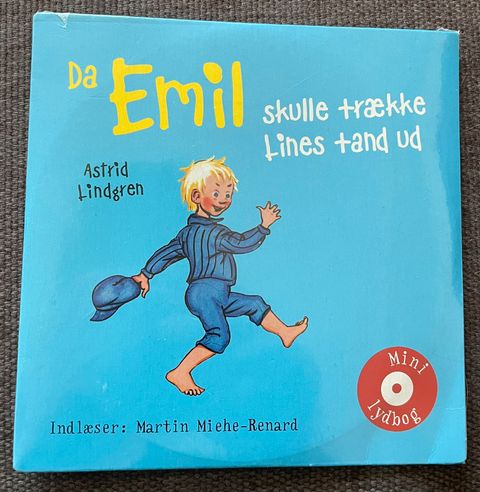 Da Emil skulle trække
Lines tand ud
Astrid
Lindgren
Mini
lydbog
Indlæser: Martin Miehe-Renard